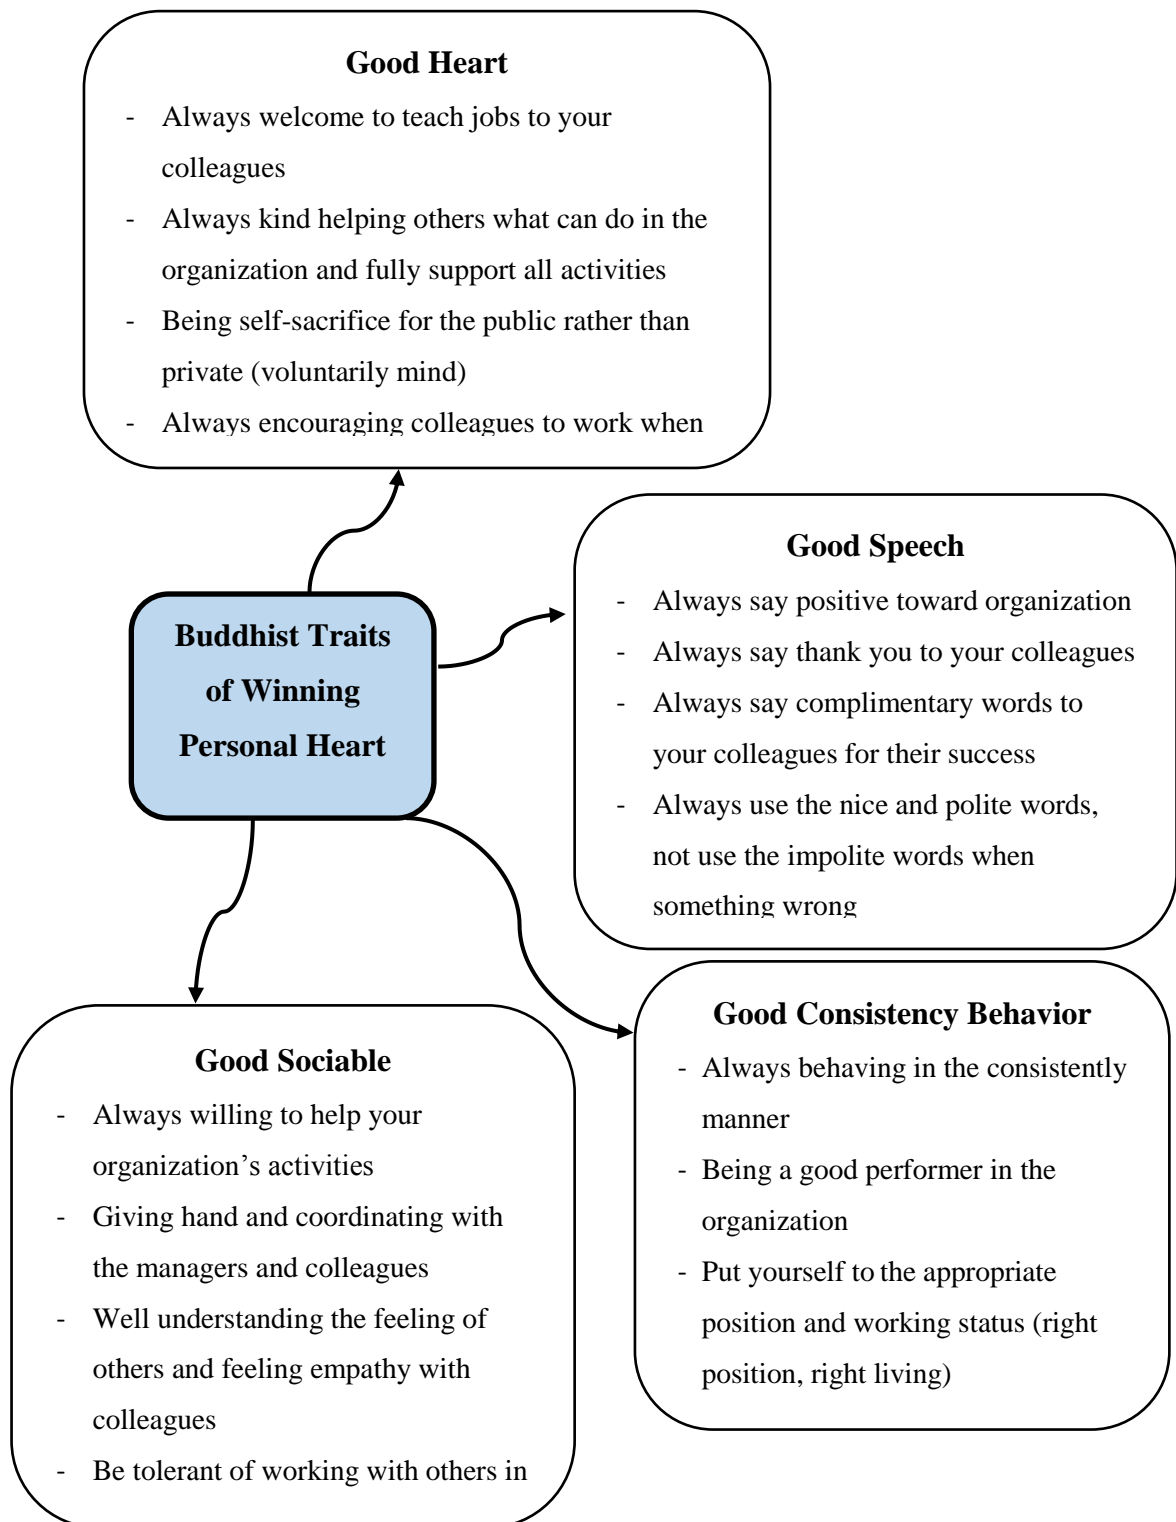 Good Heart
- Always welcome to teach jobs to your
colleagues
- Always kind helping others what can do in the
organization and fully support all activities
- Being self-sacrifice for the public rather than
private (voluntarily mind)
- Always encouraging colleagues to work when
Good Speech
- Always say positive toward organization
- Always say thank you to your colleagues
- Always say complimentary words to
your colleagues for their success
- Always use the nice and polite words,
not use the impolite words when
something wrong
Buddhist Traits
of Winning
Personal Heart
Good Consistency Behavior
- Always behaving in the consistently
manner
- Being a good performer in the
organization
- Put yourself to the appropriate
position and working status (right
position, right living)
Good Sociable
- Always willing to help your
organization’s activities
- Giving hand and coordinating with
the managers and colleagues
- Well understanding the feeling of
others and feeling empathy with
colleagues
- Be tolerant of working with others in